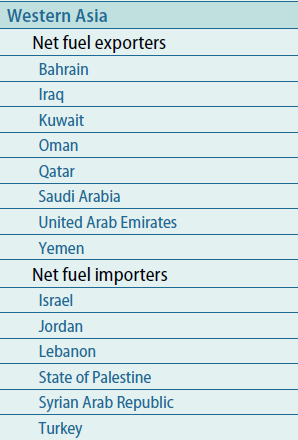 Western Asia
Net fuel exporters
Bahrain
Iraq
Kuwait
Oman
Qatar
Saudi Arabia
United Arab Emirates
Yemen
Net fuel importers
Israel
Jordan
Lebanon
State of Palestine
Syrian Arab Republic
Turkey